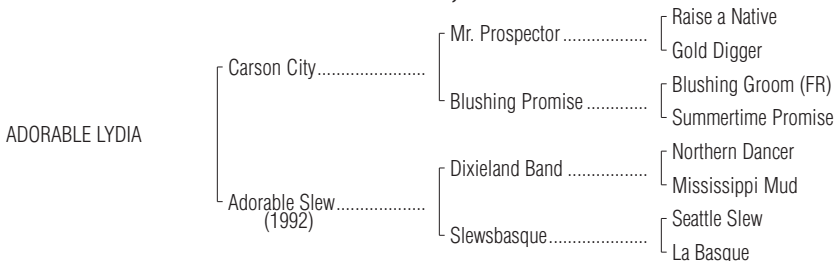 Raise a Native
Mr. Prospector..................
Gold Digger
Carson City.......................
Blushing Groom (FR)
Blushing Promise .............
Summertime Promise
ADORABLE LYDIA
Northern Dancer
Dixieland Band .................
Mississippi Mud
Adorable Slew...................
(1992)
Seattle Slew
Slewsbasque.....................
La Basque